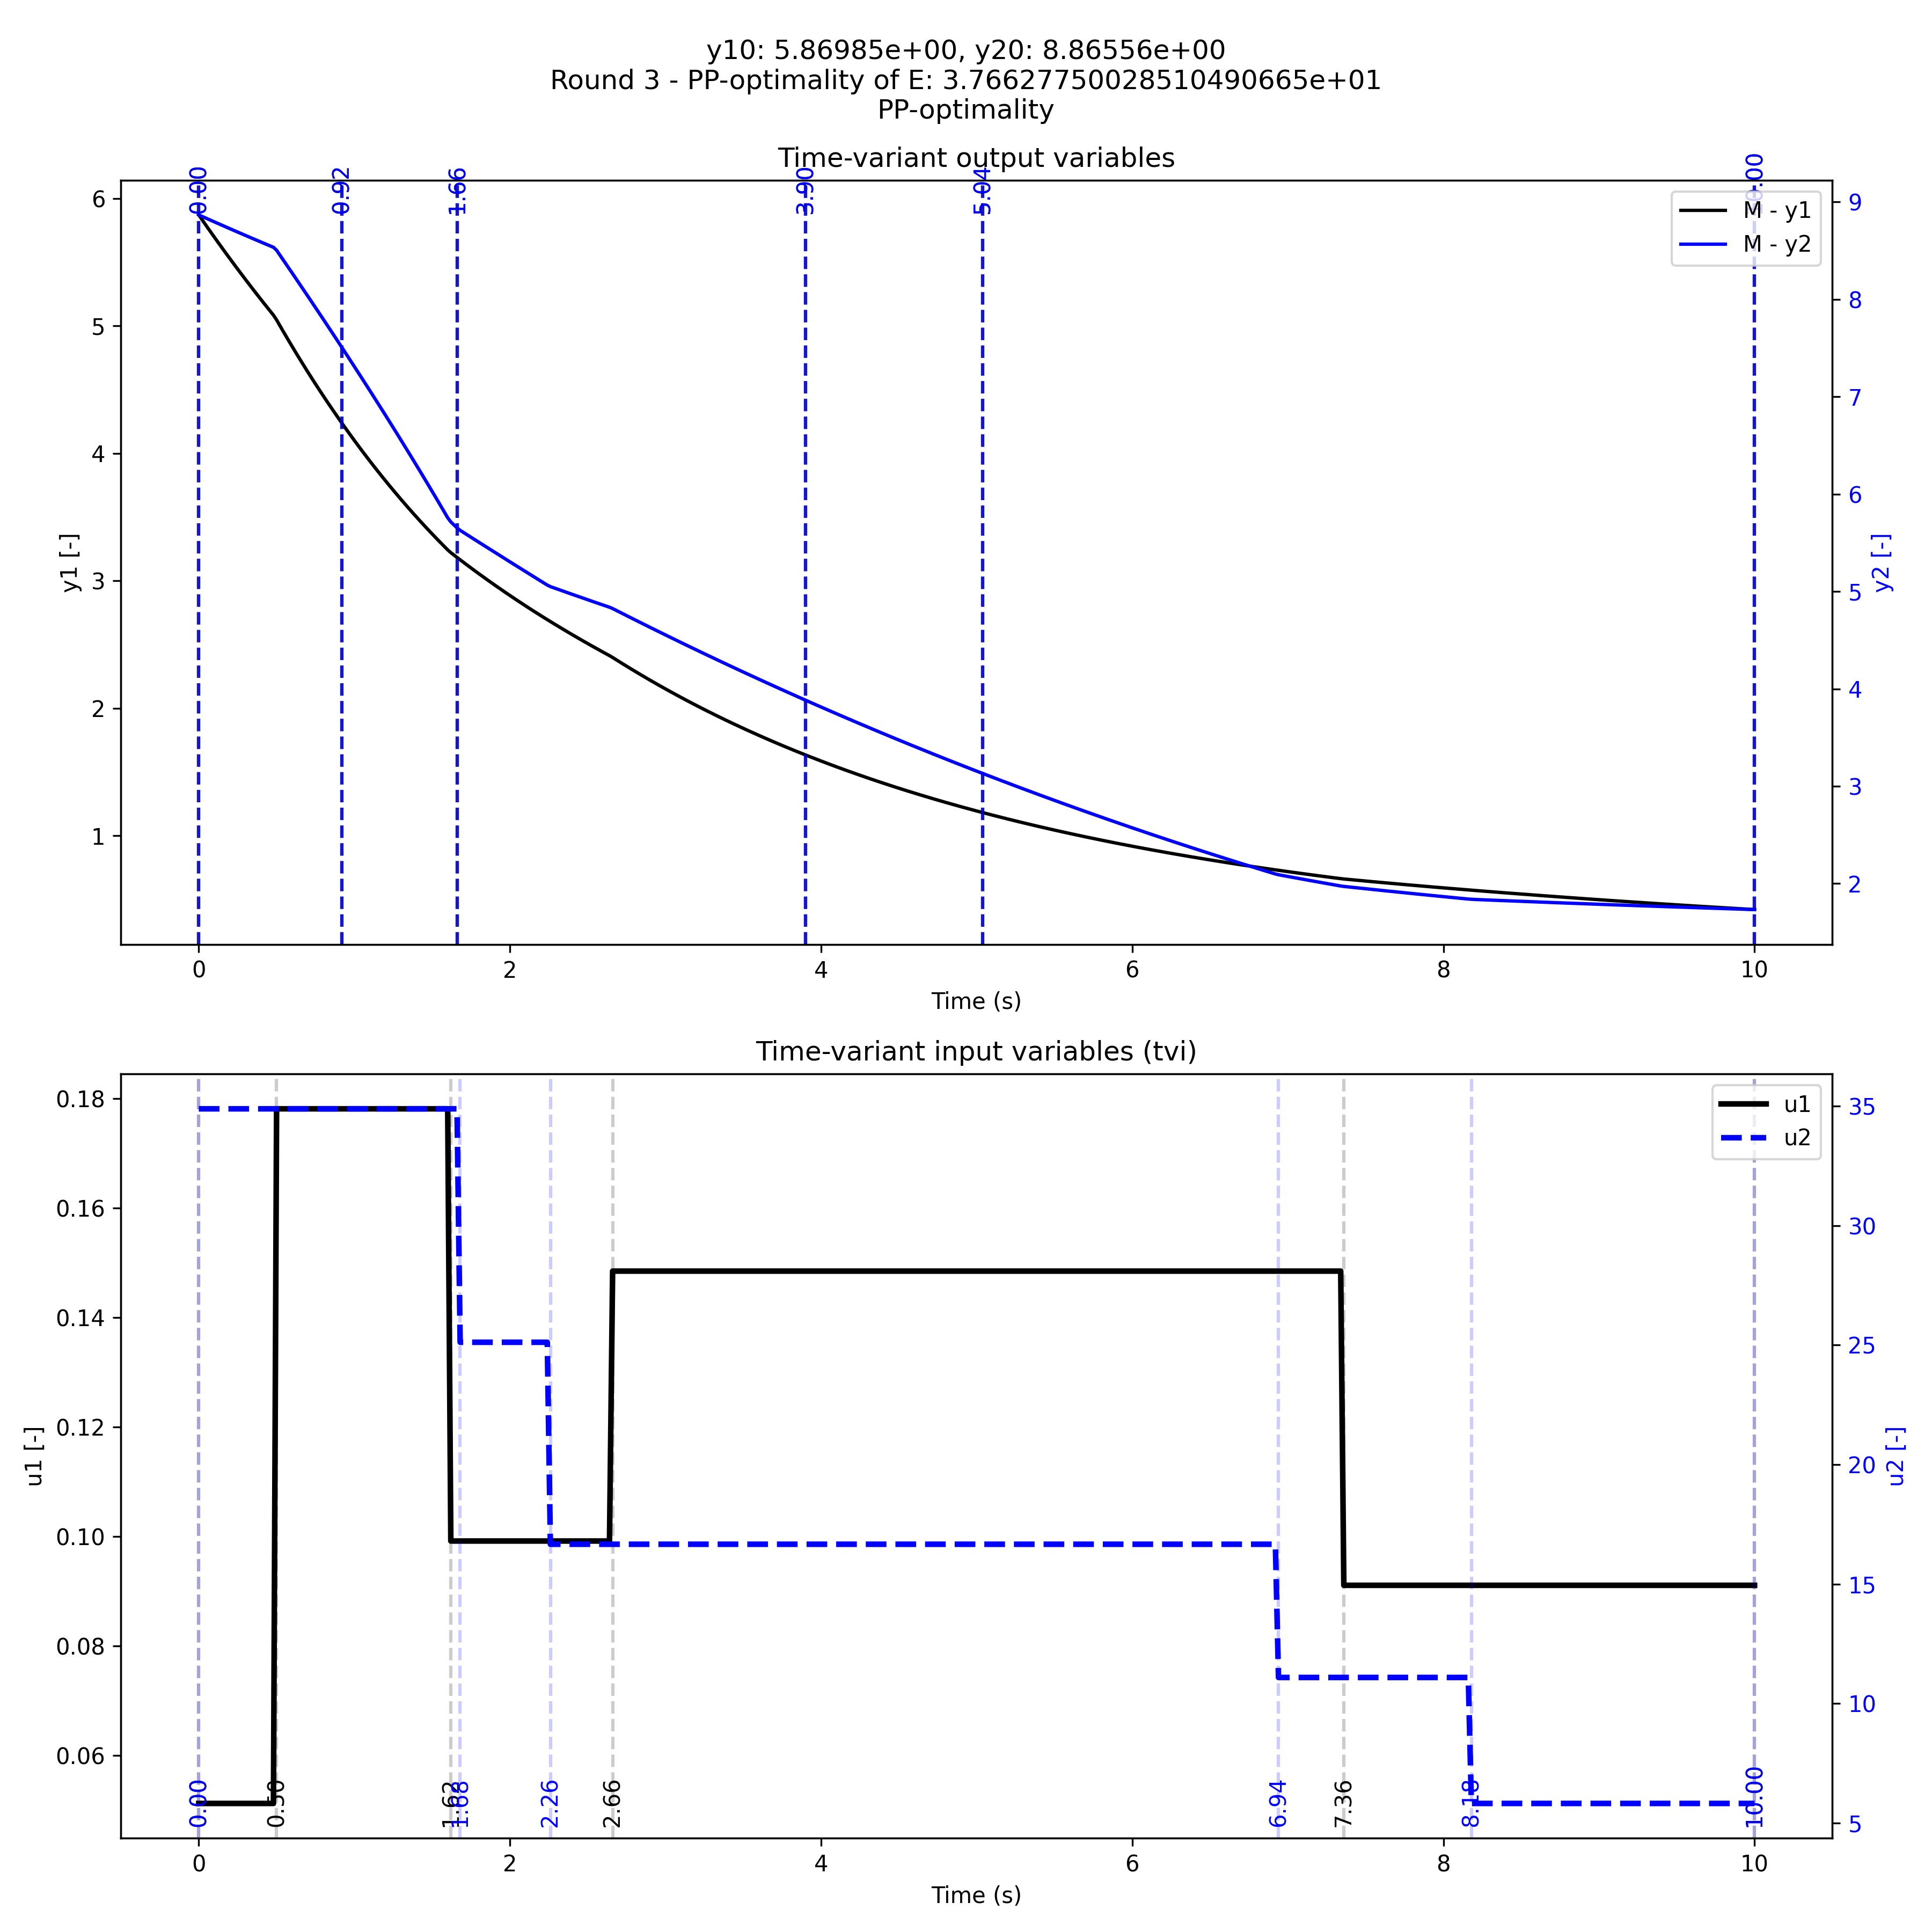 y10: 5.86985e+00, y20: 8.86556e+00
Round 3 - PP-optimality of E: 3.76627750028510490665e+01
PP-optimality
Time-variant output variables
0.00
0.92
1.66
3.90
5.04
M - y1
M - y2
6
5
4
3
2
1
y1 [-]
9
8
7
6
5
4
3
2
y2 [-]
0 2 4 6 8 10
Time (s)
Time-variant input variables (tvi)
u1
u2
0.18
0.16
0.14
0.12
0.10
0.08
0.06
u1 [-]
35
30
25
20
15
10
5
u2 [-]
0.00
0.50
1.62
1.68
2.26
2.66
6.94
7.36
8.18
10.00
0 2 4 6 8 10
Time (s)